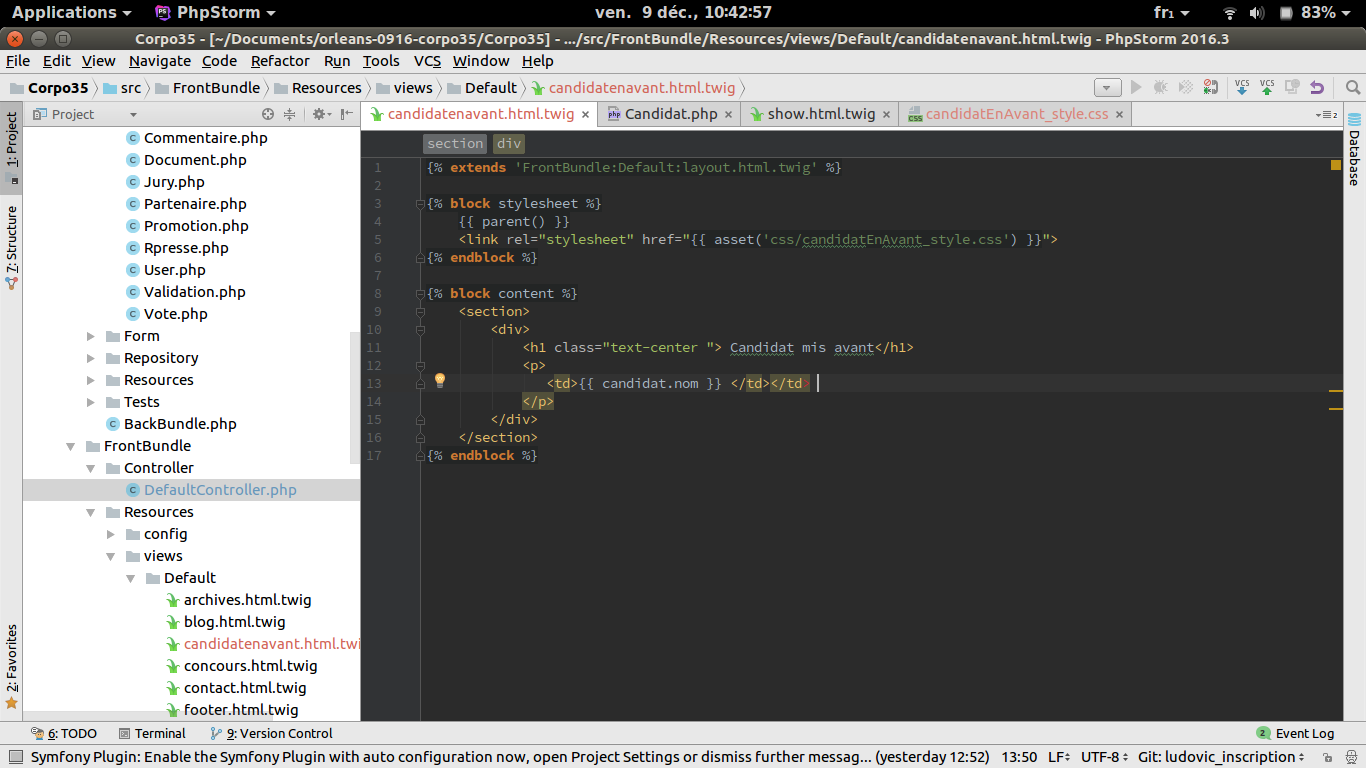 Applications PhpStorm ven. 9 déc., 10:42:57 fr₁ 83%
Corpo35 - [~/Documents/orleans-0916-corpo35/Corpo35] - .../src/FrontBundle/Resources/views/Default/candidatenavant.html.twig - PhpStorm 2016.3
File Edit View Navigate Code Refactor Run Tools VCS Window Help
Corpo35 src FrontBundle Resources views Default candidatenavant.html.twig VCS VCS
Project
candidatenavant.html.twig Candidat.php show.html.twig candidatEnAvant_style.css 2
1: Project
7: Structure
2: Favorites
Commentaire.php
Document.php
Jury.php
Partenaire.php
Promotion.php
Rpresse.php
User.php
Validation.php
Vote.php
Form
Repository
Resources
Tests
BackBundle.php
FrontBundle
Controller
DefaultController.php
Resources
config
views
Default
archives.html.twig
blog.html.twig
candidatenavant.html.twi
concours.html.twig
contact.html.twig
footer.html.twig
section div
1 {% extends 'FrontBundle:Default:layout.html.twig' %}
2
3 {% block stylesheet %}
4 {{ parent() }}
5 <link rel="stylesheet" href="{{ asset('css/candidatEnAvant_style.css') }}">
6 {% endblock %}
7
8 {% block content %}
9 <section>
10 <div>
11 <h1 class="text-center "> Candidat mis avant</h1>
12 <p>
13 <td>{{ candidat.nom }} </td></td>
14 </p>
15 </div>
16 </section>
17 {% endblock %}
Database
6: TODO Terminal 9: Version Control 2 Event Log
Symfony Plugin: Enable the Symfony Plugin with auto configuration now, open Project Settings or dismiss further messag... (yesterday 12:52) 13:50 LF UTF-8 Git: ludovic_inscription